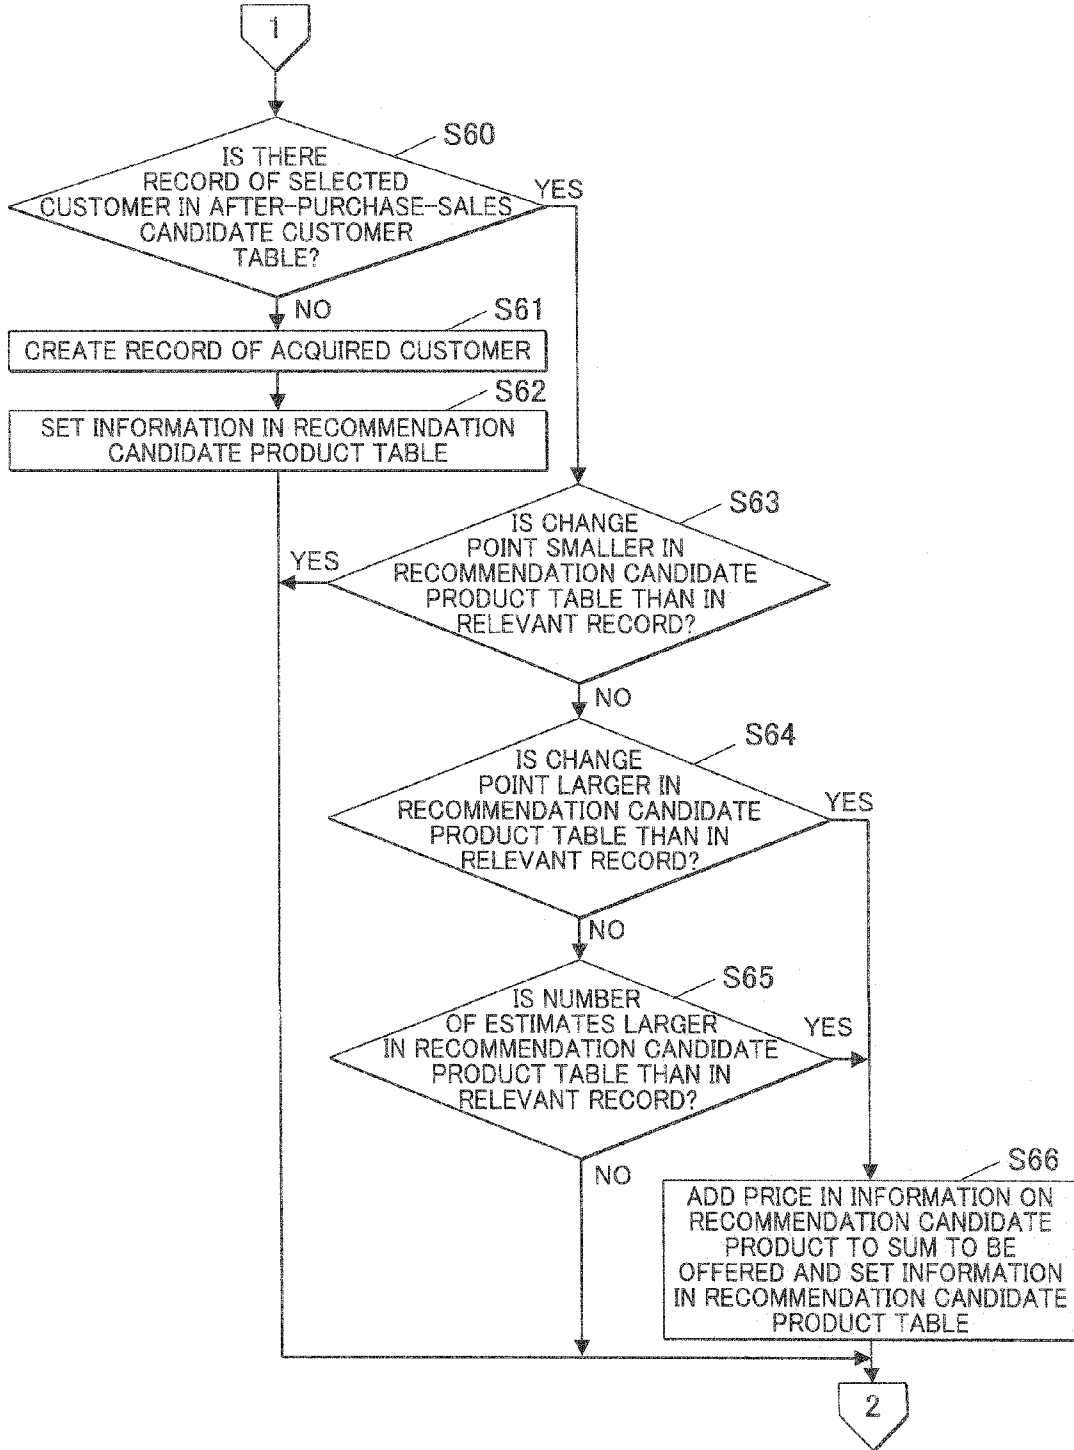 1
S60
IS THERE
RECORD OF SELECTED
CUSTOMER IN AFTER-PURCHASE-SALES
CANDIDATE CUSTOMER
TABLE?
YES
NO
S61
CREATE RECORD OF ACQUIRED CUSTOMER
S62
SET INFORMATION IN RECOMMENDATION
CANDIDATE PRODUCT TABLE
S63
IS CHANGE
POINT SMALLER IN
RECOMMENDATION CANDIDATE
PRODUCT TABLE THAN IN
RELEVANT RECORD?
YES
NO
S64
IS CHANGE
POINT LARGER IN
RECOMMENDATION CANDIDATE
PRODUCT TABLE THAN IN
RELEVANT RECORD?
YES
NO
S65
IS NUMBER
OF ESTIMATES LARGER
IN RECOMMENDATION CANDIDATE
PRODUCT TABLE THAN IN
RELEVANT RECORD?
YES
NO
S66
ADD PRICE IN INFORMATION ON
RECOMMENDATION CANDIDATE
PRODUCT TO SUM TO BE
OFFERED AND SET INFORMATION
IN RECOMMENDATION CANDIDATE
PRODUCT TABLE
2